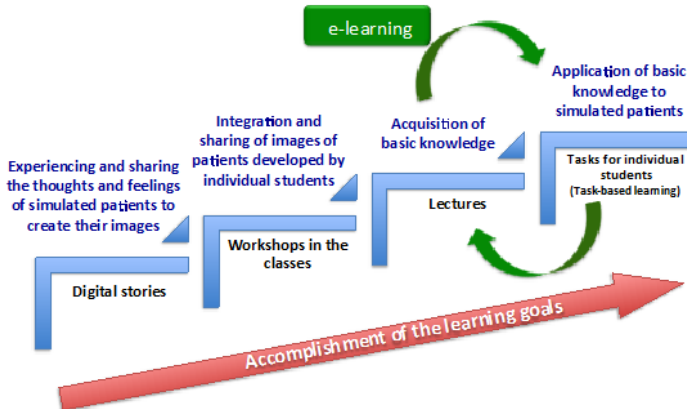 e-learning
Experiencing and sharing
the thoughts and feelings
of simulated patients to
create their images
Digital stories
Integration and
sharing of images of
patients developed by
individual students
Workshops in the
classes
Acquisition of
basic knowledge
Lectures
Application of basic
knowledge to
simulated patients
Tasks for individual
students
(Task-based learning)
Accomplishment of the learning goals